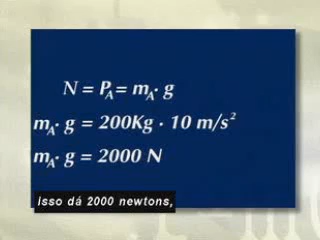 N = P_A = m_A · g
m_A · g = 200Kg · 10 m/s²
m_A · g = 2000 N
isso dá 2000 newtons,